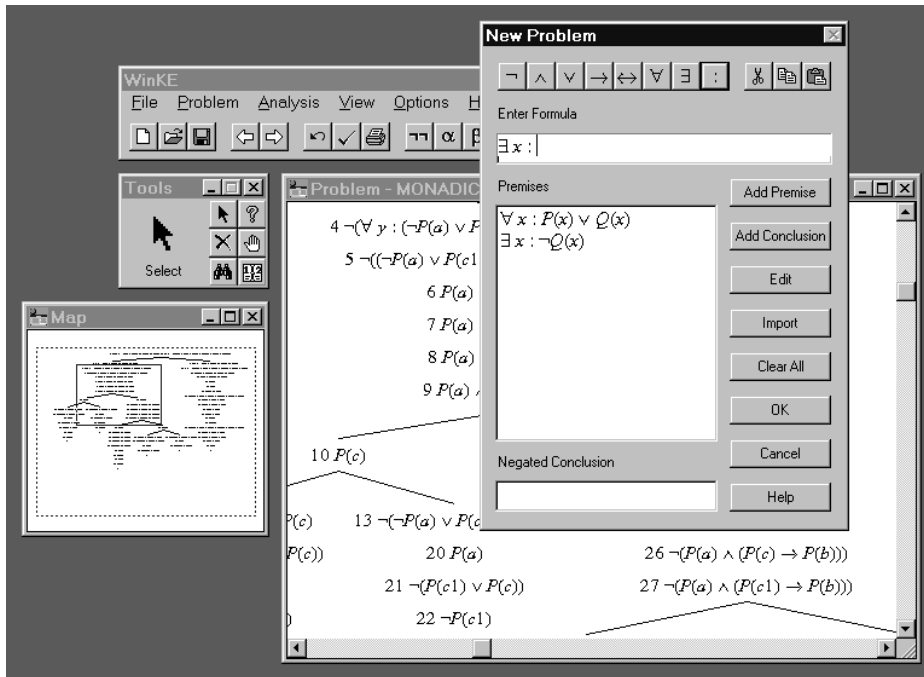 New Problem
¬ ∧ ∨ → ↔ ∀ ∃ :
Enter Formula
∃ x :
Premises
∀ x : P(x) ∨ Q(x)
∃ x : ¬Q(x)
Add Premise
Add Conclusion
Edit
Import
Clear All
OK
Cancel
Help
Negated Conclusion
WinKE
File Problem Analysis View Options H
¬¬ α β
Tools
Select
Map
Problem - MONADIC
4 ¬(∀ y : (¬P(a) ∨ P
5 ¬((¬P(a) ∨ P(c1
6 P(a)
7 P(a)
8 P(a)
9 P(a) ∧
10 P(c)
P(c) 13 ¬(¬P(a) ∨ P(c
P(c)) 20 P(a) 26 ¬(P(a) ∧ (P(c) → P(b)))
21 ¬(P(c1) ∨ P(c)) 27 ¬(P(a) ∧ (P(c1) → P(b)))
) 22 ¬P(c1)